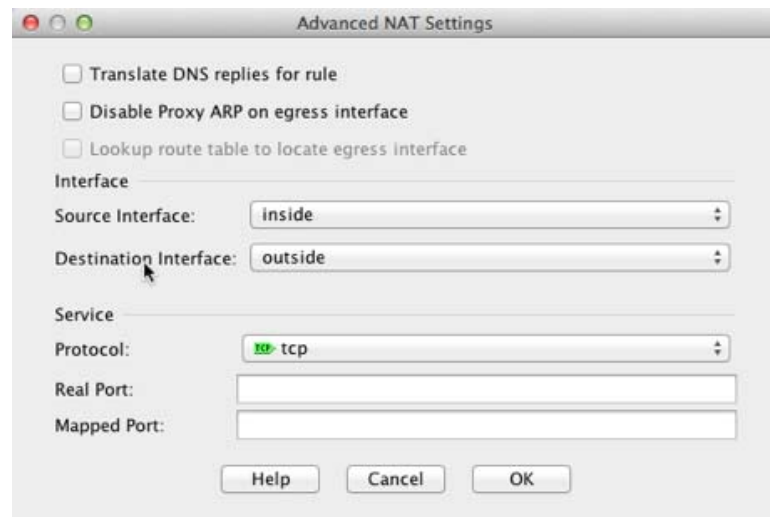 Advanced NAT Settings
Translate DNS replies for rule
Disable Proxy ARP on egress interface
Lookup route table to locate egress interface
Interface
Source Interface: inside
Destination Interface: outside
Service
Protocol: TCP tcp
Real Port:
Mapped Port:
Help Cancel OK